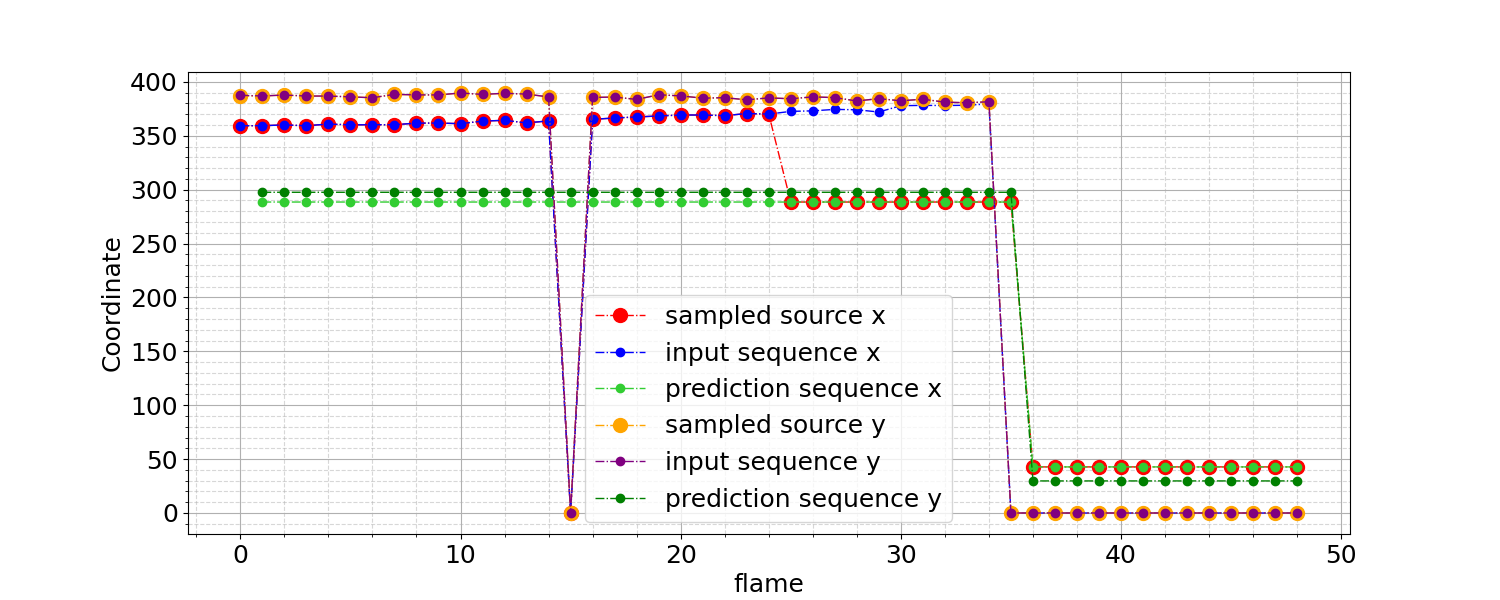 400
350
300
250
200
150
100
50
0
Coordinate
sampled source x
input sequence x
prediction sequence x
sampled source y
input sequence y
prediction sequence y
0 10 20 30 40 50
flame